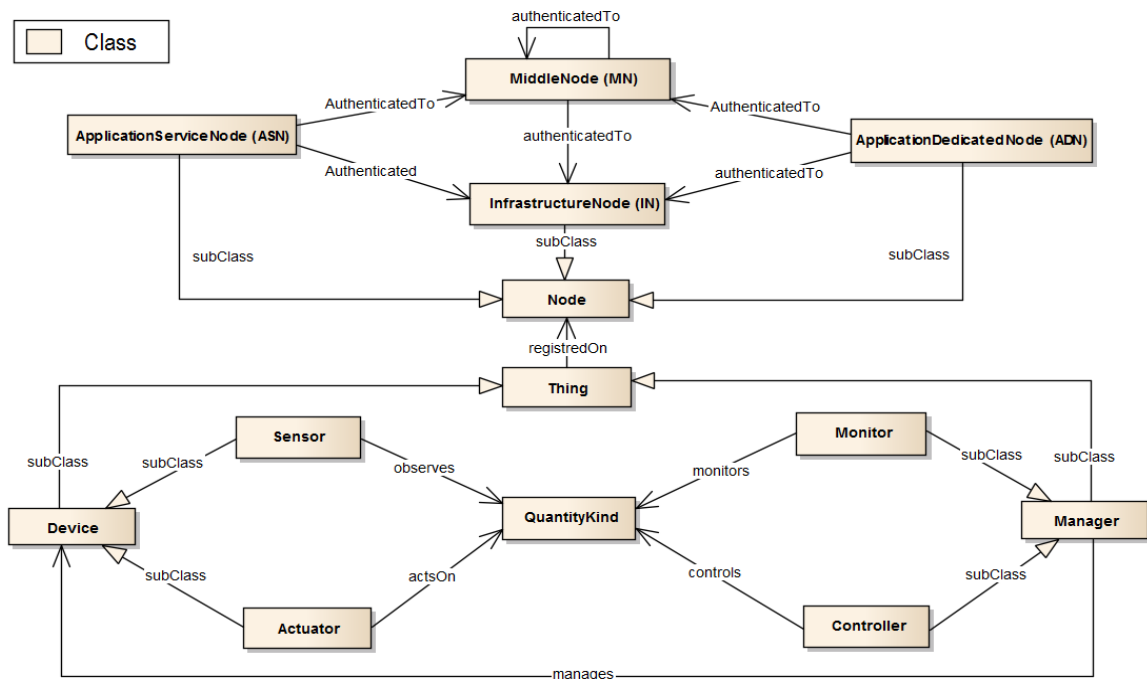 Class
authenticatedTo
MiddleNode (MN)
AuthenticatedTo
AuthenticatedTo
ApplicationServiceNode (ASN)
authenticatedTo
ApplicationDedicatedNode (ADN)
Authenticated
authenticatedTo
InfrastructureNode (IN)
subClass
subClass
subClass
Node
registredOn
Thing
Sensor
Monitor
subClass
subClass
observes
monitors
subClass
subClass
Device
QuantityKind
Manager
subClass
actsOn
controls
subClass
Actuator
Controller
manages